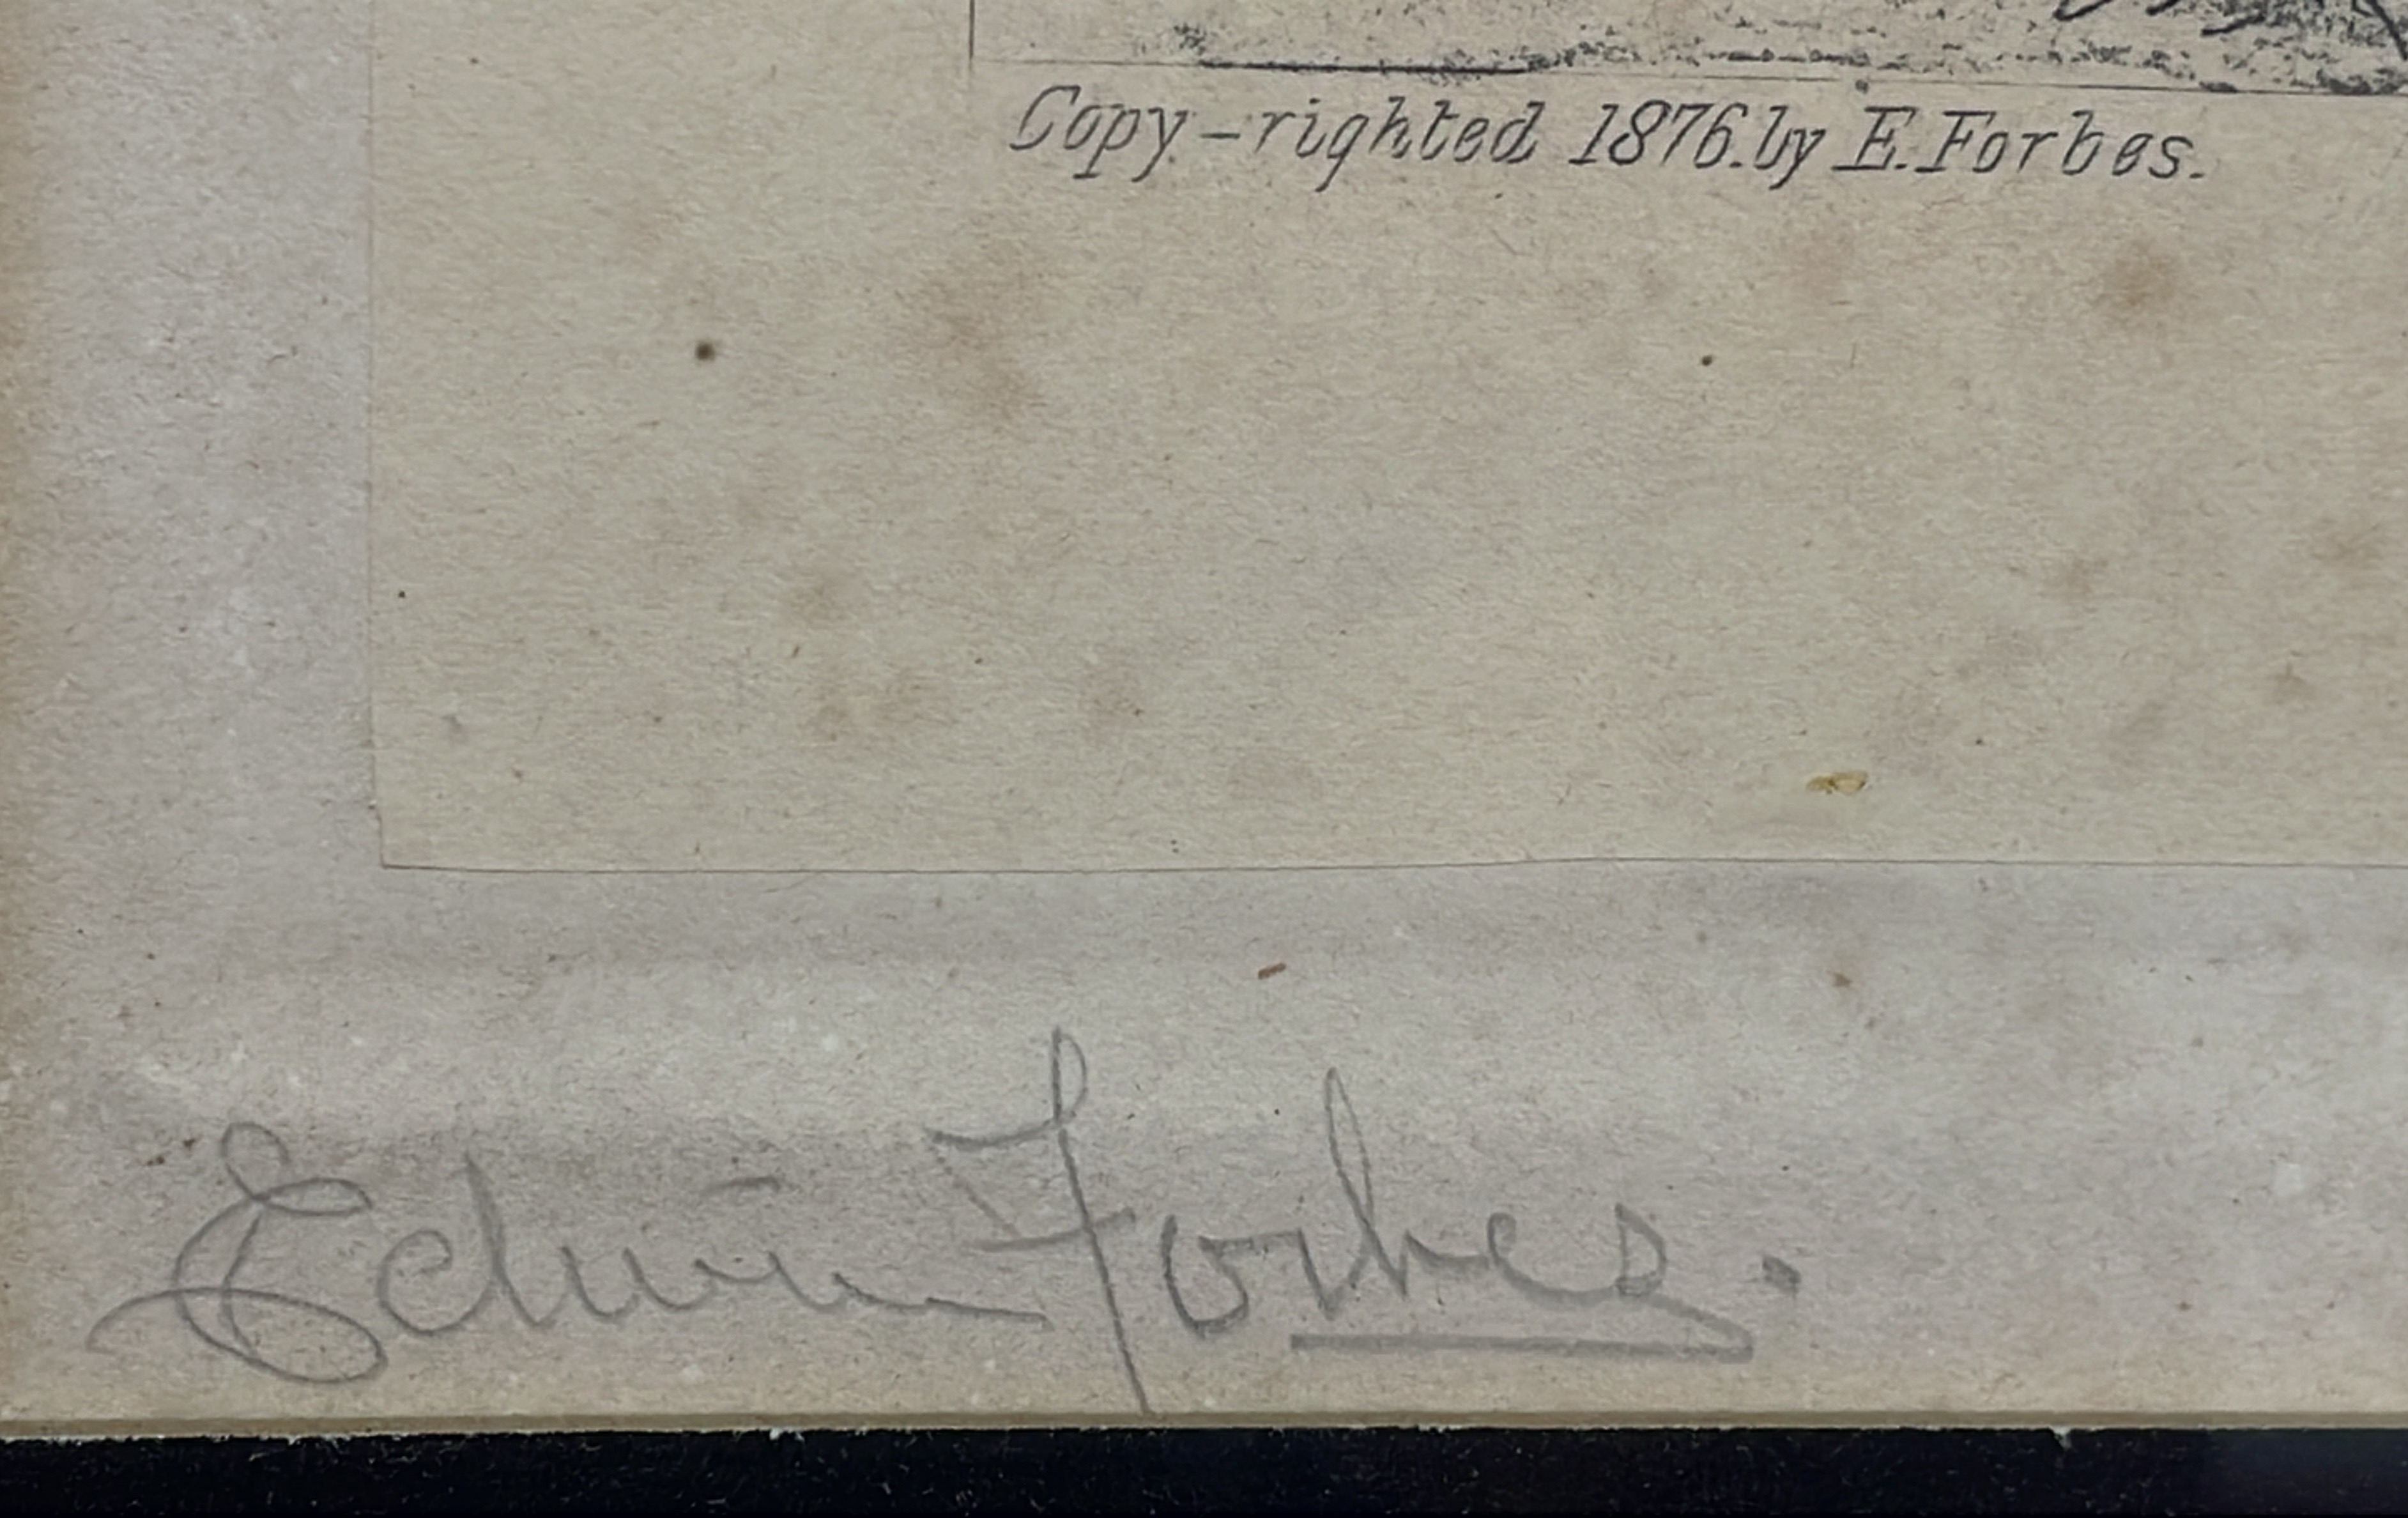 Copy-righted 1876. by E. Forbes.
Edwin Forbes.